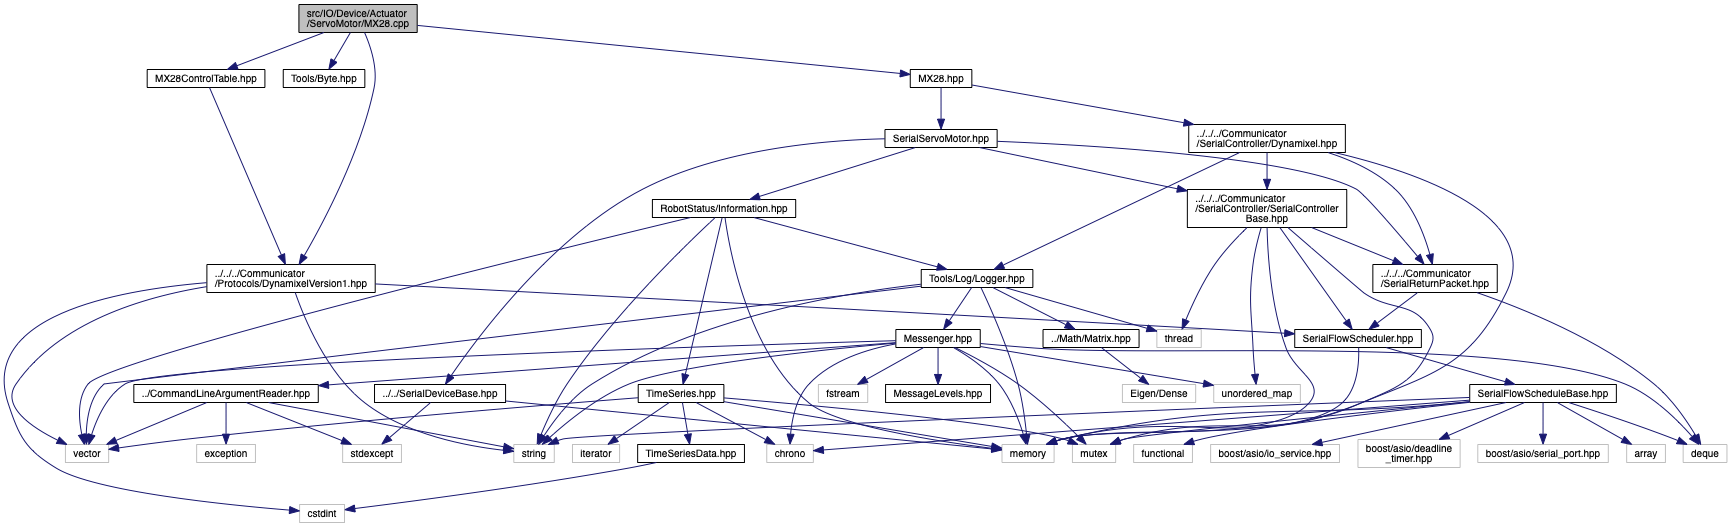 src/IO/Device/Actuator
/ServoMotor/MX28.cpp
MX28ControlTable.hpp
Tools/Byte.hpp
MX28.hpp
SerialServoMotor.hpp
../../../Communicator
/SerialController/Dynamixel.hpp
RobotStatus/Information.hpp
../../../Communicator
/SerialController/SerialController
Base.hpp
../../../Communicator
/Protocols/DynamixelVersion1.hpp
Tools/Log/Logger.hpp
../../../Communicator
/SerialReturnPacket.hpp
Messenger.hpp
../Math/Matrix.hpp
thread
SerialFlowScheduler.hpp
../CommandLineArgumentReader.hpp
../../SerialDeviceBase.hpp
TimeSeries.hpp
fstream
MessageLevels.hpp
Eigen/Dense
unordered_map
SerialFlowScheduleBase.hpp
vector
exception
stdexcept
string
iterator
TimeSeriesData.hpp
chrono
memory
mutex
functional
boost/asio/io_service.hpp
boost/asio/deadline
_timer.hpp
boost/asio/serial_port.hpp
array
deque
cstdint